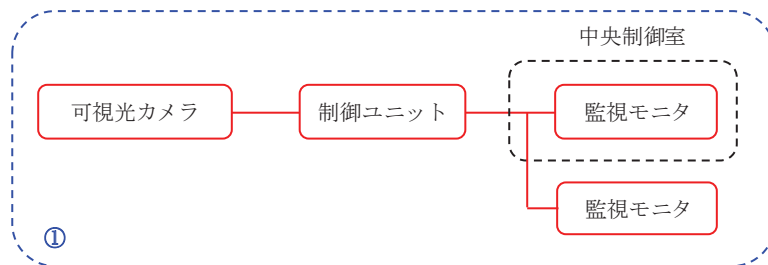 中央制御室
可視光カメラ
制御ユニット
監視モニタ
監視モニタ
①